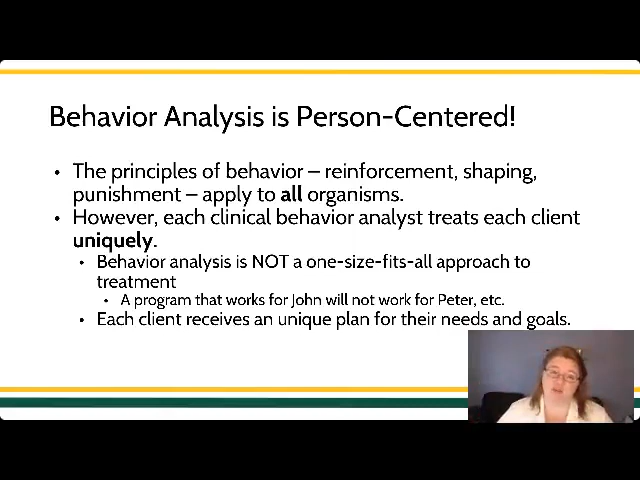 Behavior Analysis is Person-Centered!
• The principles of behavior – reinforcement, shaping,
punishment – apply to all organisms.
• However, each clinical behavior analyst treats each client
uniquely.
• Behavior analysis is NOT a one-size-fits-all approach to
treatment
• A program that works for John will not work for Peter, etc.
• Each client receives an unique plan for their needs and goals.